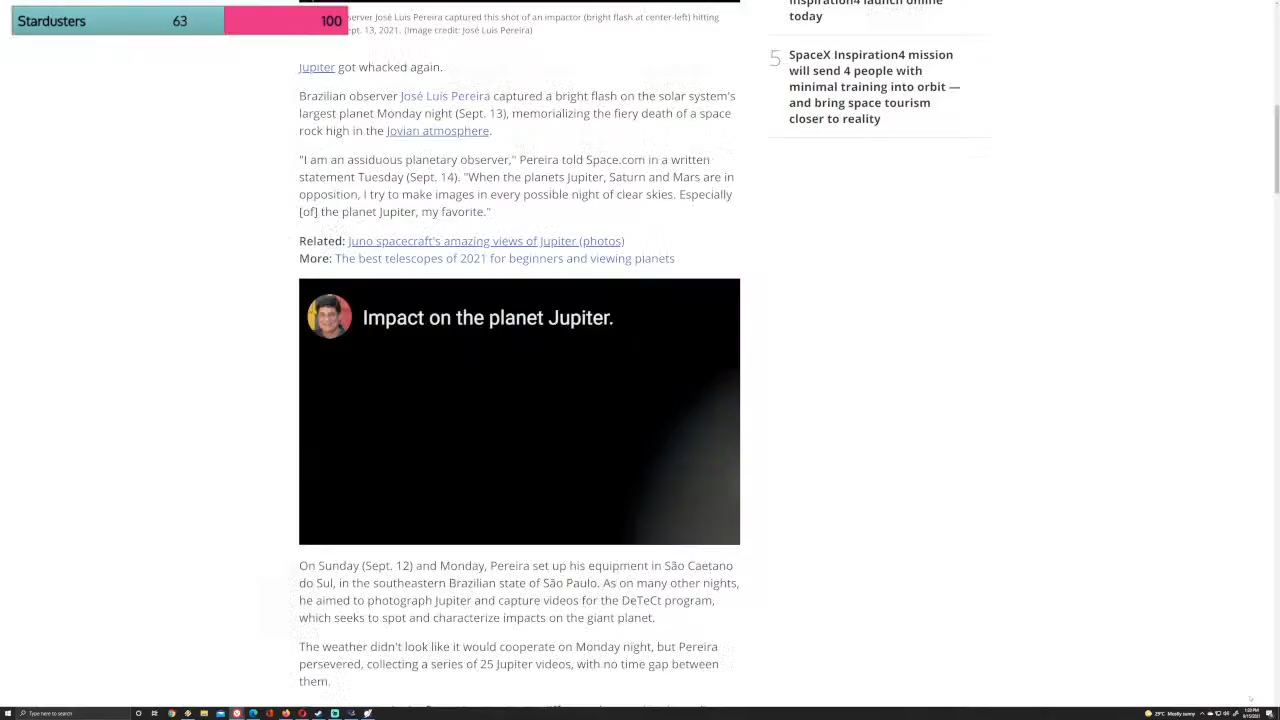 Stardusters 63 100
server José Luis Pereira captured this shot of an impactor (bright flash at center-left) hitting
ept. 13, 2021. (Image credit: José Luis Pereira)
Jupiter got whacked again.
Brazilian observer José Luis Pereira captured a bright flash on the solar system's
largest planet Monday night (Sept. 13), memorializing the fiery death of a space
rock high in the Jovian atmosphere.
"I am an assiduous planetary observer," Pereira told Space.com in a written
statement Tuesday (Sept. 14). "When the planets Jupiter, Saturn and Mars are in
opposition, I try to make images in every possible night of clear skies. Especially
[of] the planet Jupiter, my favorite."
Related: Juno spacecraft's amazing views of Jupiter (photos)
More: The best telescopes of 2021 for beginners and viewing planets
Impact on the planet Jupiter.
On Sunday (Sept. 12) and Monday, Pereira set up his equipment in São Caetano
do Sul, in the southeastern Brazilian state of São Paulo. As on many other nights,
he aimed to photograph Jupiter and capture videos for the DeTeCt program,
which seeks to spot and characterize impacts on the giant planet.
The weather didn't look like it would cooperate on Monday night, but Pereira
persevered, collecting a series of 25 Jupiter videos, with no time gap between
them.
Inspiration4 launch online
today
5 SpaceX Inspiration4 mission
will send 4 people with
minimal training into orbit —
and bring space tourism
closer to reality
Type here to search
29°C Mostly sunny